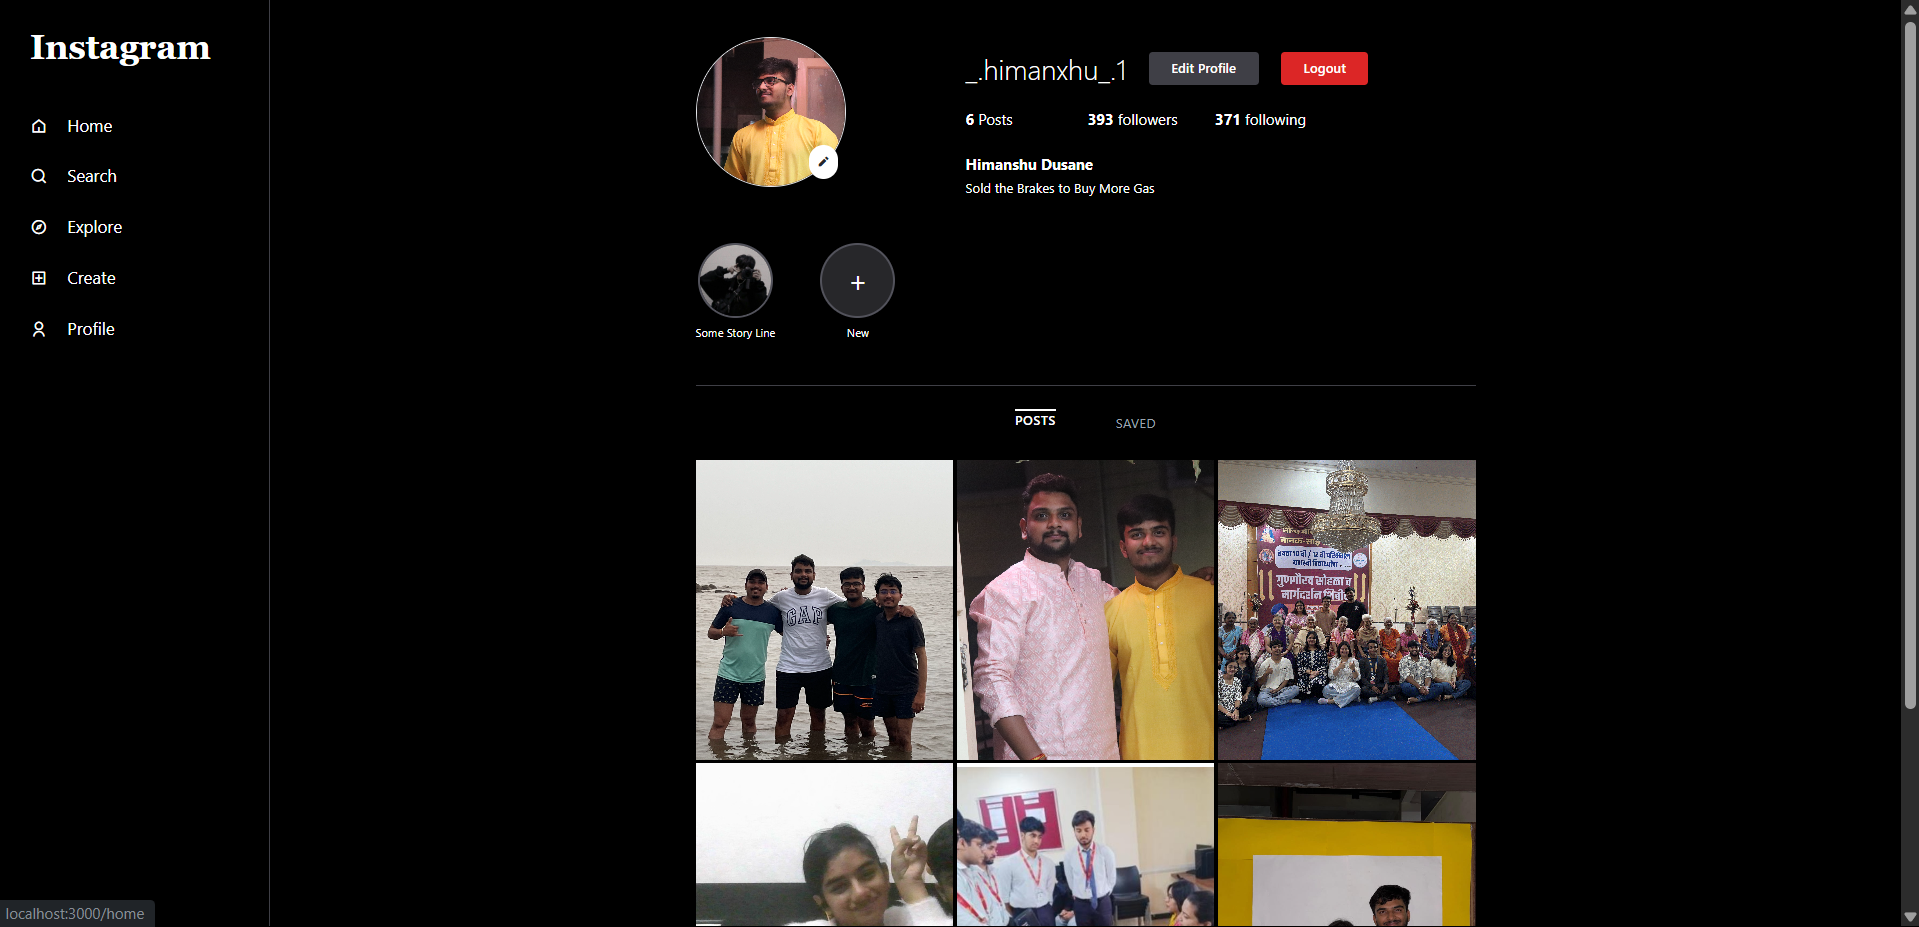 Instagram
Home
Search
Explore
Create
Profile
_.himanxhu_.1
Edit Profile
Logout
6 Posts
393 followers
371 following
Himanshu Dusane
Sold the Brakes to Buy More Gas
Some Story Line
+
New
POSTS
SAVED
GAP
गुणगौरव सोहळा व
मार्गदर्शन शिबीर
localhost:3000/home